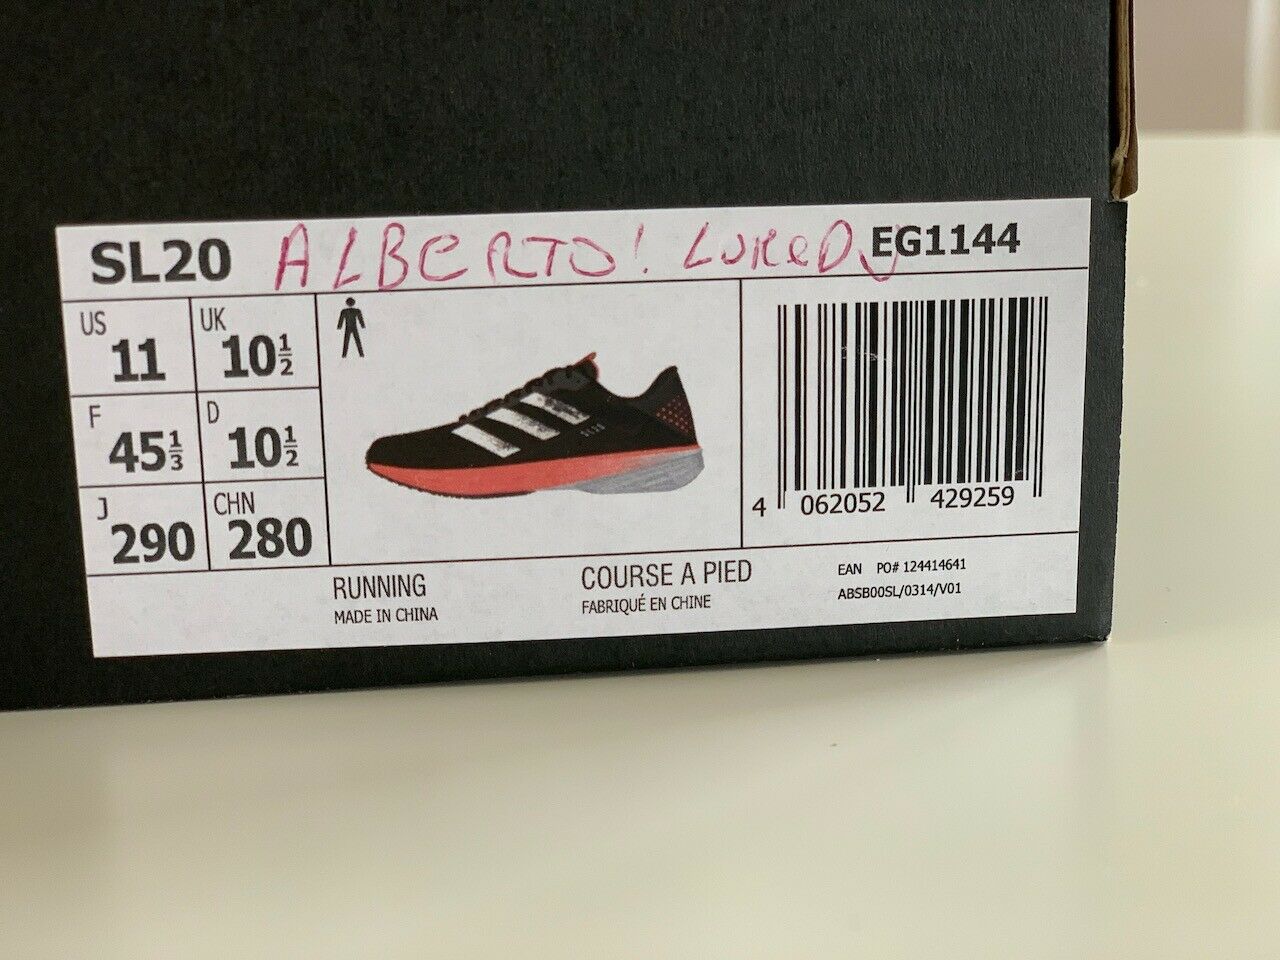 SL20 ALBERTO! EG1144
US 11 UK 10½
F 45⅓ D 10½
J 290 CHN 280
SL20
4 062052 429259
RUNNING COURSE A PIED EAN PO# 124414641
MADE IN CHINA FABRIQUÉ EN CHINE ABSB00SL/0314/V01